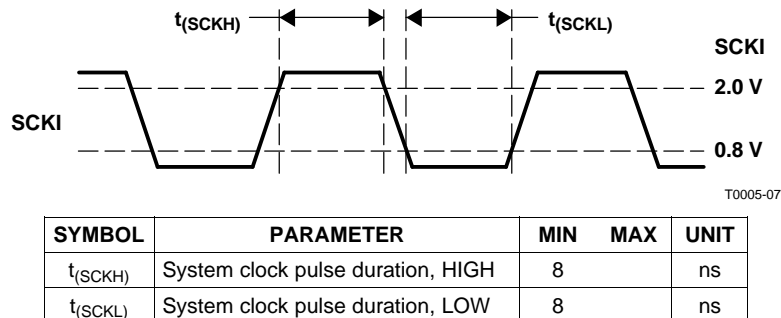 t(SCKH) t(SCKL)
SCKI
2.0 V
SCKI
0.8 V
T0005-07
SYMBOL PARAMETER MIN MAX UNIT
t(SCKH) System clock pulse duration, HIGH 8 ns
t(SCKL) System clock pulse duration, LOW 8 ns